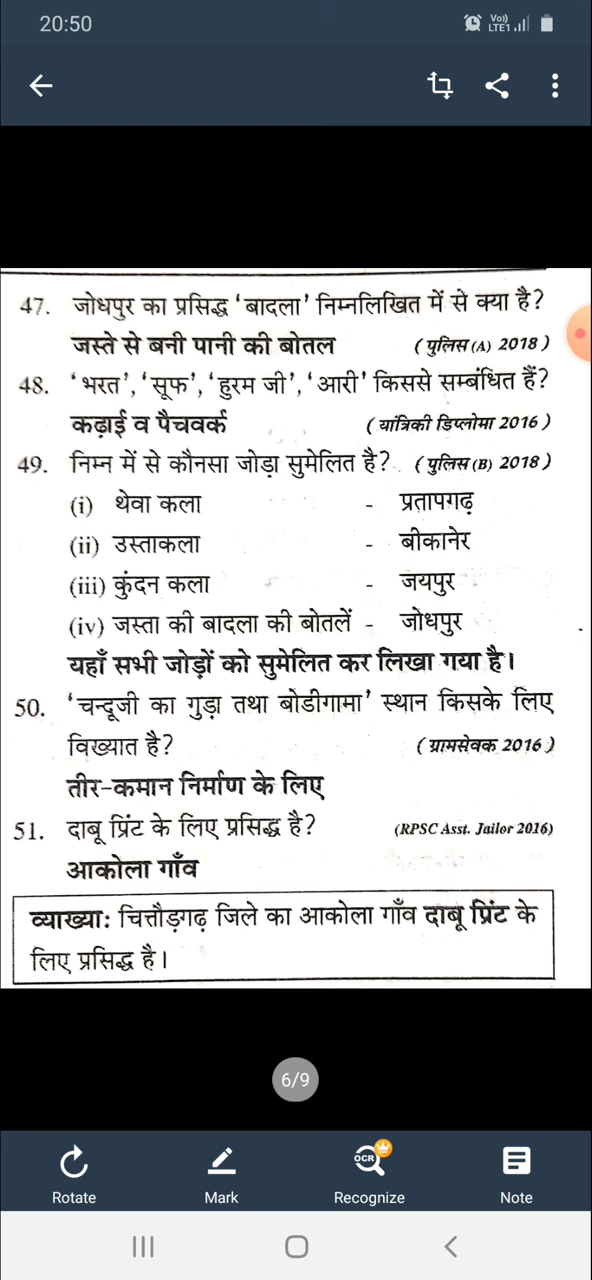 20:50
Vo)) LTE1
47. जोधपुर का प्रसिद्ध 'बादला' निम्नलिखित में से क्या है?
जस्ते से बनी पानी की बोतल (पुलिस (A) 2018)
48. 'भरत', 'सूफ', 'हुरम जी', 'आरी' किससे सम्बंधित हैं?
कढ़ाई व पैचवर्क (यांत्रिकी डिप्लोमा 2016)
49. निम्न में से कौनसा जोड़ा सुमेलित है? (पुलिस (B) 2018)
(i) थेवा कला - प्रतापगढ़
(ii) उस्ताकला - बीकानेर
(iii) कुंदन कला - जयपुर
(iv) जस्ता की बादला की बोतलें - जोधपुर
यहाँ सभी जोड़ों को सुमेलित कर लिखा गया है।
50. 'चन्दूजी का गुड़ा तथा बोडीगामा' स्थान किसके लिए
विख्यात है? (ग्रामसेवक 2016)
तीर-कमान निर्माण के लिए
51. दाबू प्रिंट के लिए प्रसिद्ध है? (RPSC Asst. Jailor 2016)
आकोला गाँव
व्याख्या: चित्तौड़गढ़ जिले का आकोला गाँव दाबू प्रिंट के
लिए प्रसिद्ध है।
6/9
OCR
Rotate Mark Recognize Note